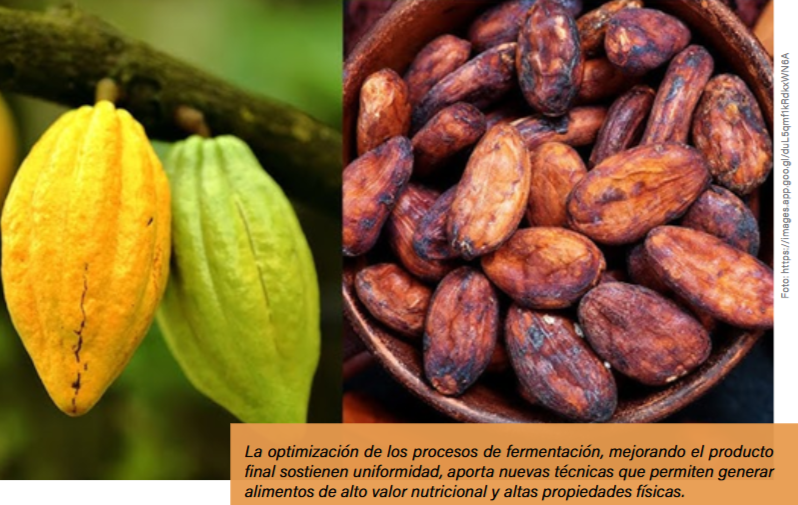 Foto: https://images.app.goo.gl/duL5qmf1kRdkxWN6A
La optimización de los procesos de fermentación, mejorando el producto
final sostienen uniformidad, aporta nuevas técnicas que permiten generar
alimentos de alto valor nutricional y altas propiedades físicas.